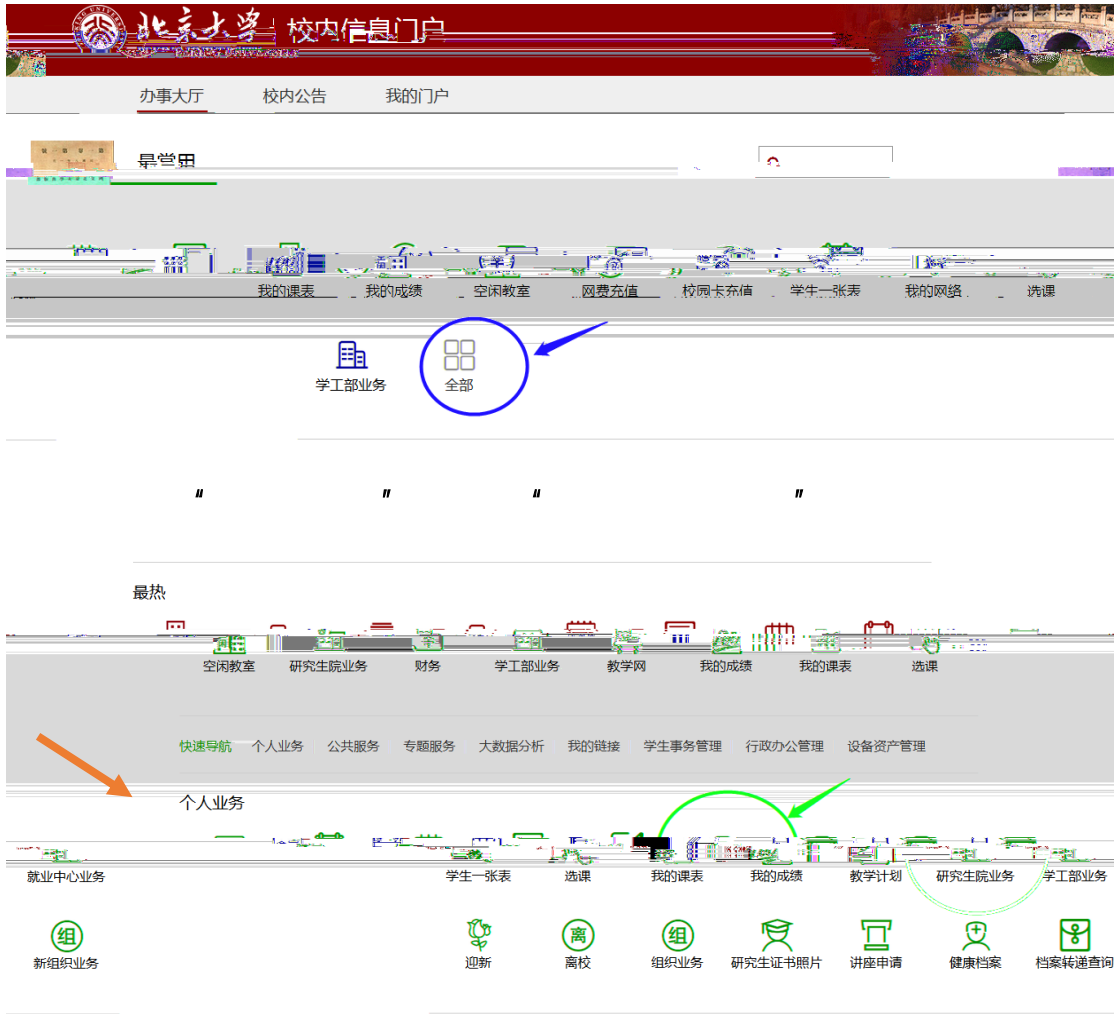 北京大学 校内信息门户
办事大厅 校内公告 我的门户
最常用
我的课表 我的成绩 空闲教室 网费充值 校园卡充值 学生一张表 我的网络 选课
学工部业务 全部
“ ” “ ”
最热
空闲教室 研究生院业务 财务 学工部业务 教学网 我的成绩 我的课表 选课
快速导航 个人业务 公共服务 专题服务 大数据分析 我的链接 学生事务管理 行政办公管理 设备资产管理
个人业务
就业中心业务 学生一张表 选课 我的课表 我的成绩 教学计划 研究生院业务 学工部业务
组 离 组
新组织业务 迎新 离校 组织业务 研究生证书照片 讲座申请 健康档案 档案转递查询